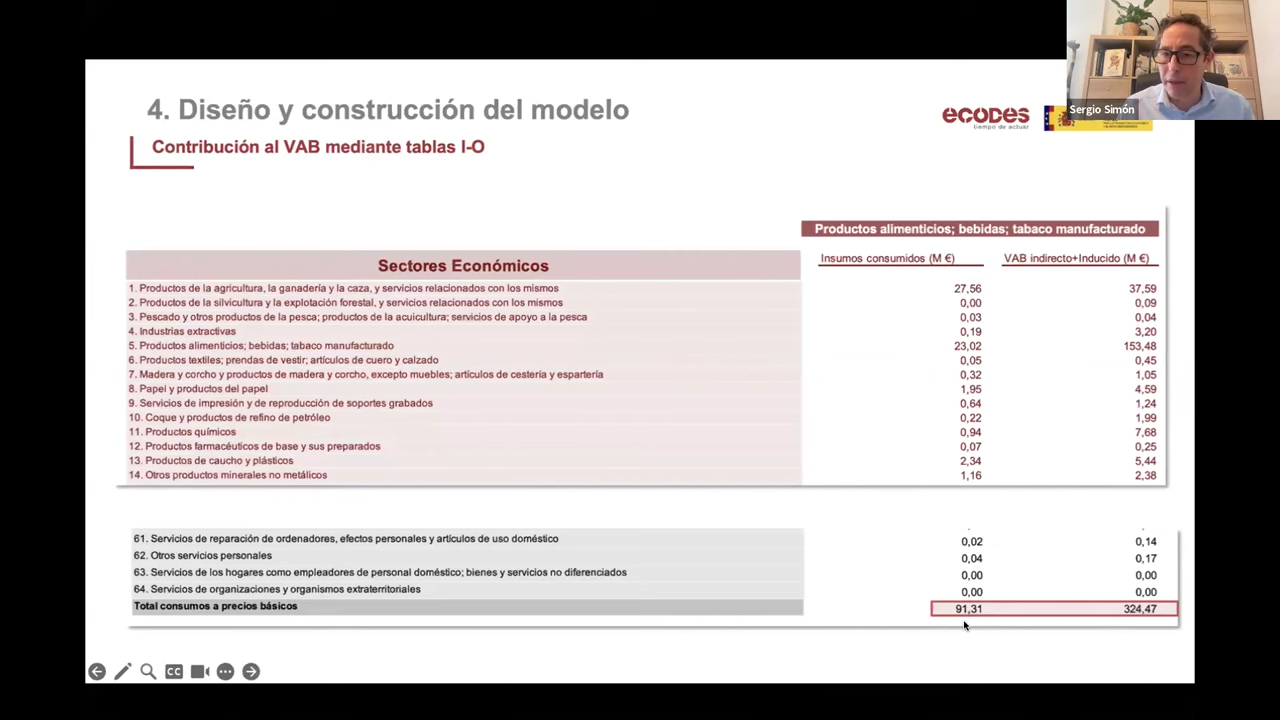 Sergio Simón
4. Diseño y construcción del modelo
ecodes
tiempo de actuar
Contribución al VAB mediante tablas I-O
Productos alimenticios; bebidas; tabaco manufacturado
Sectores Económicos
Insumos consumidos (M €) VAB indirecto+Inducido (M €)
1. Productos de la agricultura, la ganadería y la caza, y servicios relacionados con los mismos 27,56 37,59
2. Productos de la silvicultura y la explotación forestal, y servicios relacionados con los mismos 0,00 0,09
3. Pescado y otros productos de la pesca; productos de la acuicultura; servicios de apoyo a la pesca 0,03 0,04
4. Industrias extractivas 0,19 3,20
5. Productos alimenticios; bebidas; tabaco manufacturado 23,02 153,48
6. Productos textiles; prendas de vestir; artículos de cuero y calzado 0,05 0,45
7. Madera y corcho y productos de madera y corcho, excepto muebles; artículos de cestería y espartería 0,32 1,05
8. Papel y productos del papel 1,95 4,59
9. Servicios de impresión y de reproducción de soportes grabados 0,64 1,24
10. Coque y productos de refino de petróleo 0,22 1,99
11. Productos químicos 0,94 7,68
12. Productos farmacéuticos de base y sus preparados 0,07 0,25
13. Productos de caucho y plásticos 2,34 5,44
14. Otros productos minerales no metálicos 1,16 2,38
61. Servicios de reparación de ordenadores, efectos personales y artículos de uso doméstico 0,02 0,14
62. Otros servicios personales 0,04 0,17
63. Servicios de los hogares como empleadores de personal doméstico; bienes y servicios no diferenciados 0,00 0,00
64. Servicios de organizaciones y organismos extraterritoriales 0,00 0,00
Total consumos a precios básicos 91,31 324,47
CC